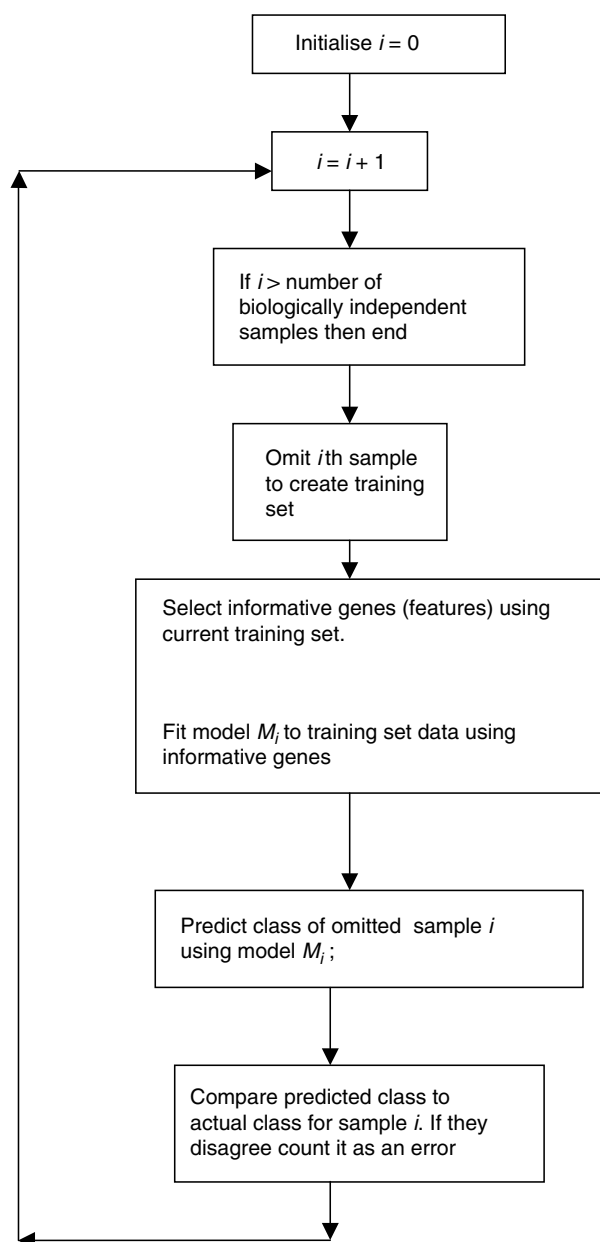 Initialise i = 0
i = i + 1
If i > number of
biologically independent
samples then end
Omit ith sample
to create training
set
Select informative genes (features) using
current training set.
Fit model Mi to training set data using
informative genes
Predict class of omitted sample i
using model Mi ;
Compare predicted class to
actual class for sample i. If they
disagree count it as an error